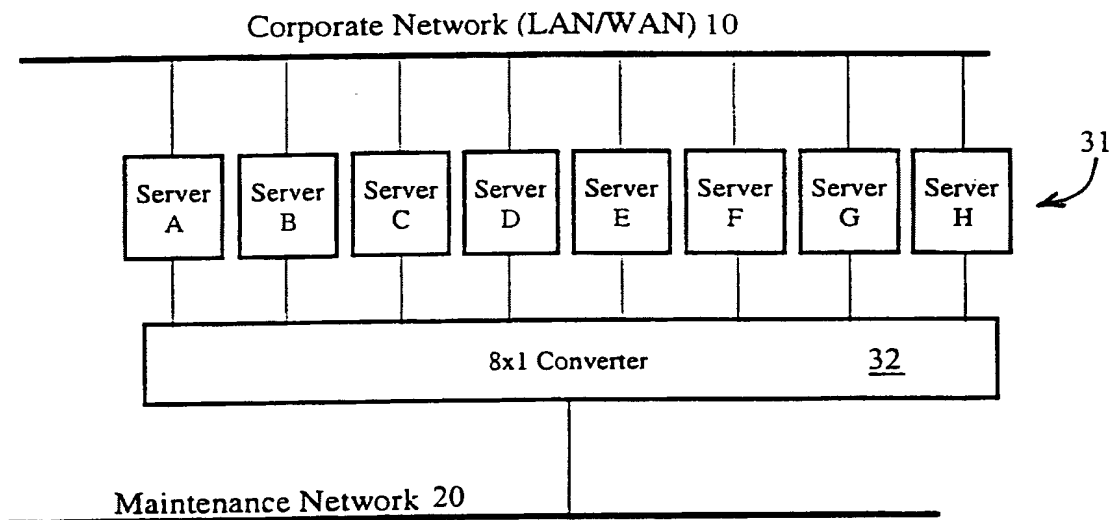 Corporate Network (LAN/WAN) 10
31
Server A
Server B
Server C
Server D
Server E
Server F
Server G
Server H
8x1 Converter 32
Maintenance Network 20